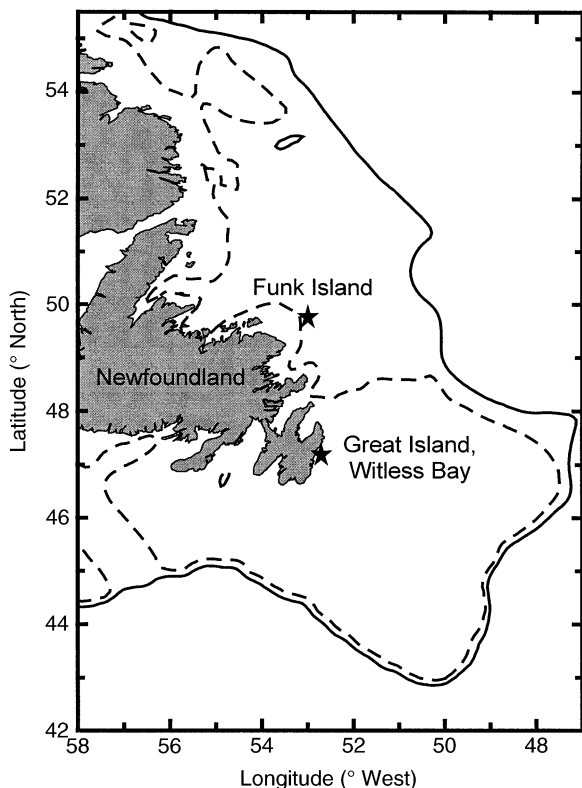 54
52
50
48
46
44
42
Latitude (° North)
Funk Island
Newfoundland
Great Island,
Witless Bay
58
56
54
52
50
48
Longitude (° West)